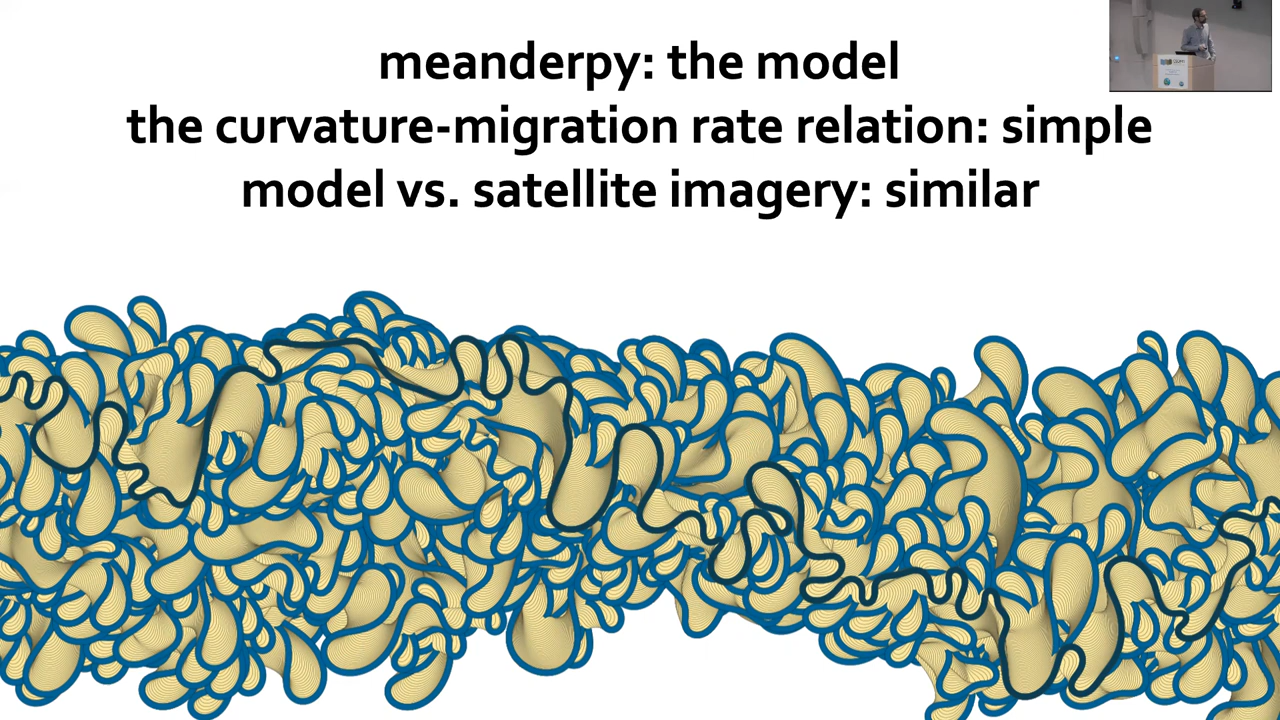 meanderpy: the model
the curvature-migration rate relation: simple
model vs. satellite imagery: similar